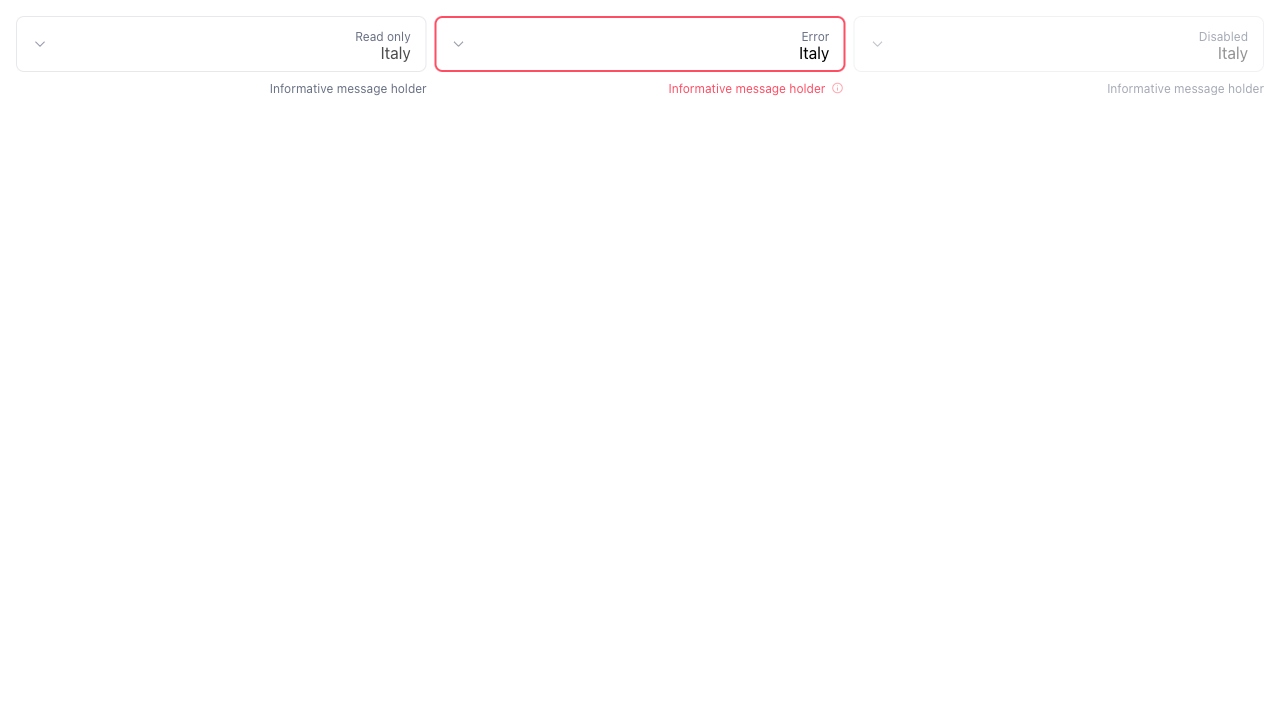 Read only
Italy
Informative message holder
Error
Italy
Informative message holder
Disabled
Italy
Informative message holder